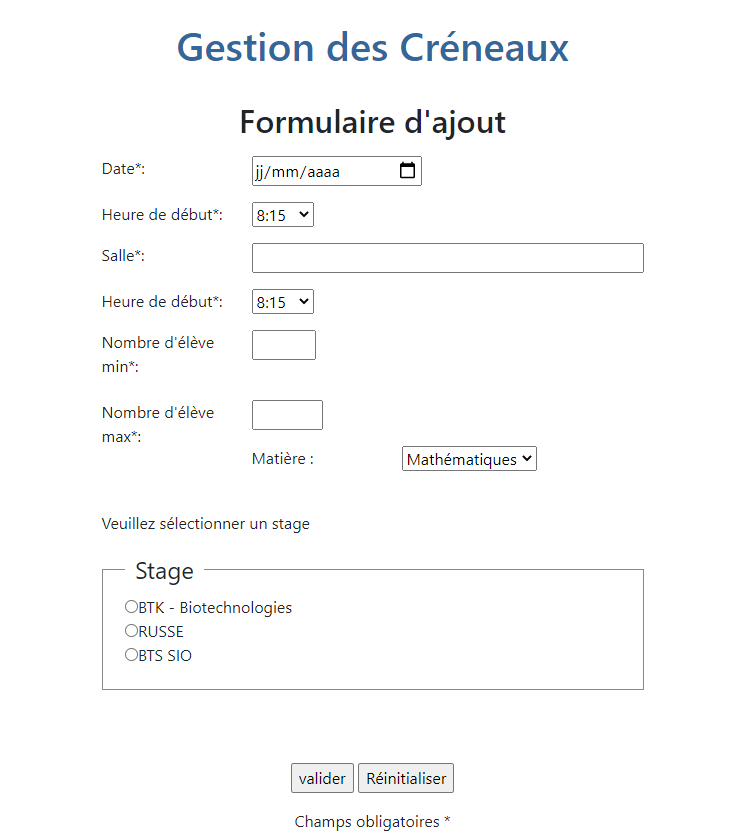 Gestion des Créneaux
Formulaire d'ajout
Date*: jj/mm/aaaa
Heure de début*: 8:15
Salle*:
Heure de début*: 8:15
Nombre d'élève
min*:
Nombre d'élève
max*:
Matière : Mathématiques
Veuillez sélectionner un stage
Stage
BTK - Biotechnologies
RUSSE
BTS SIO
valider Réinitialiser
Champs obligatoires *